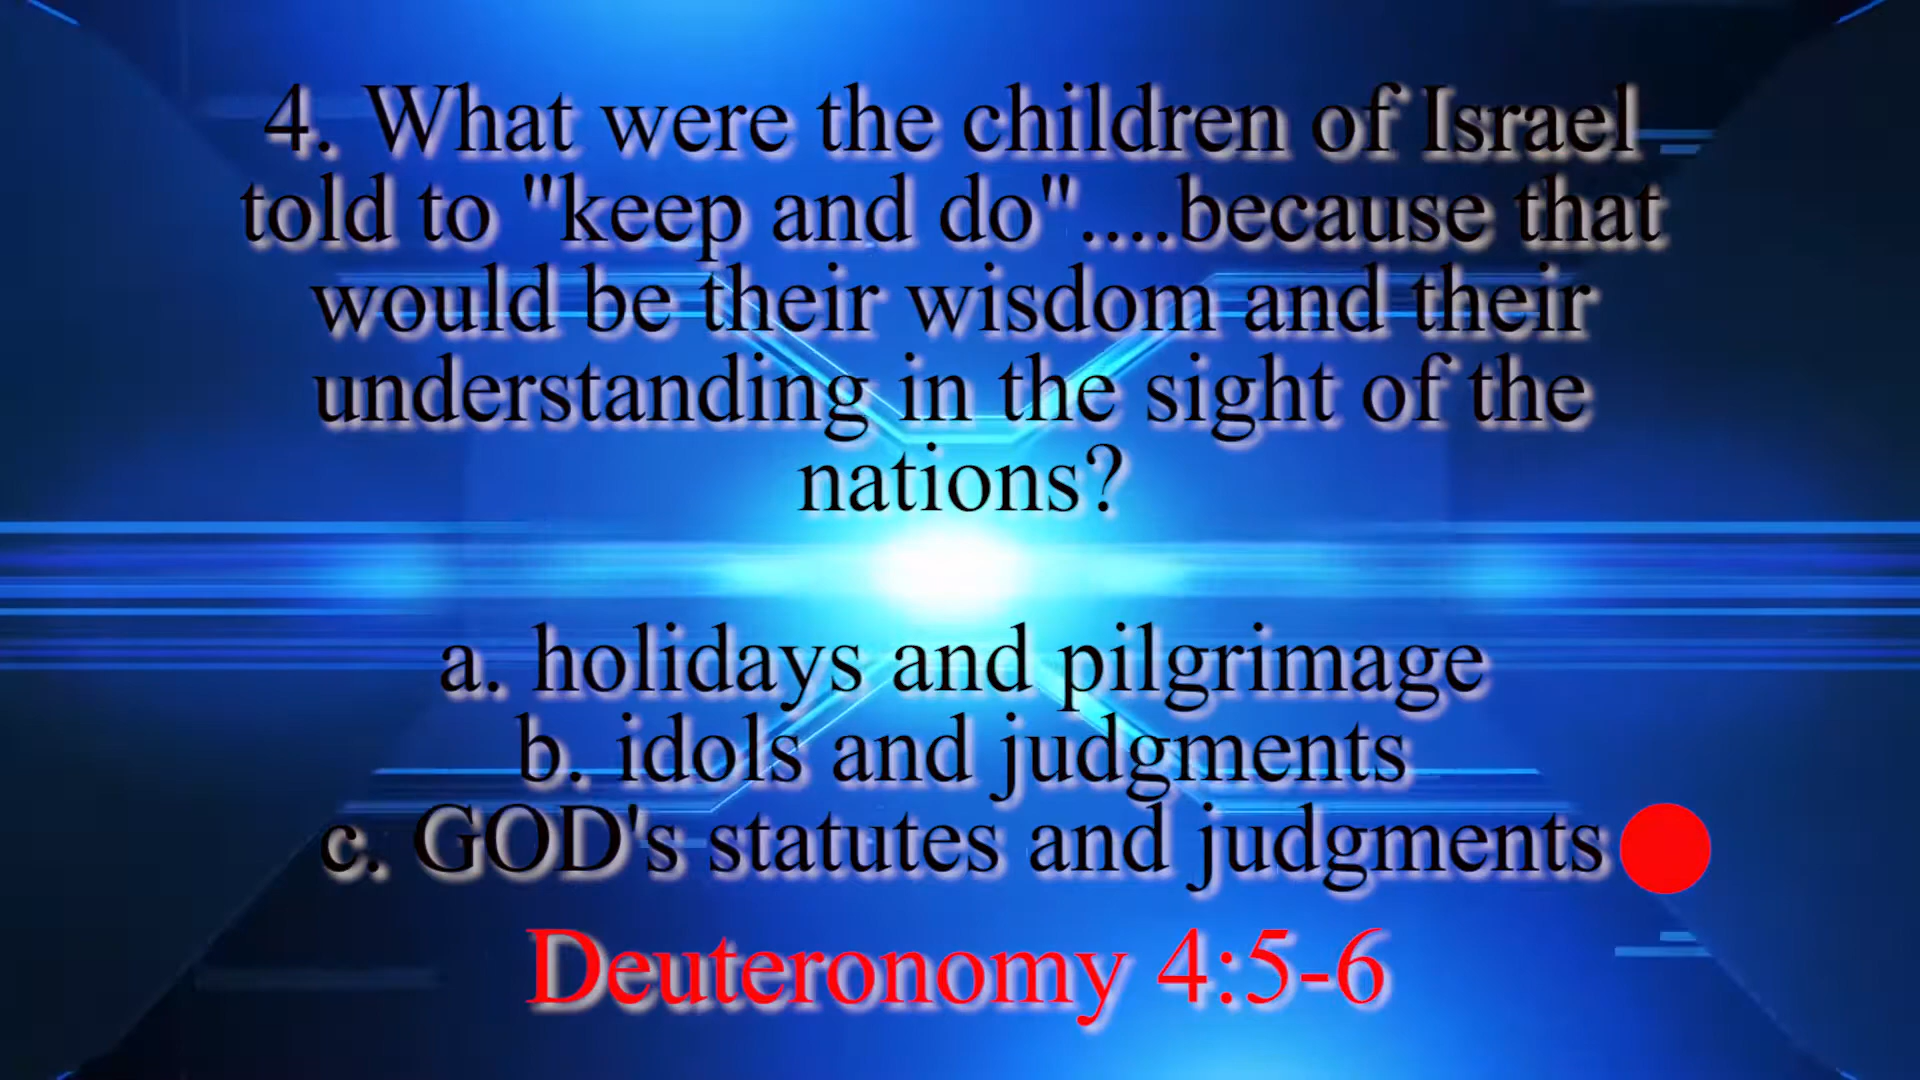 4. What were the children of Israel
told to "keep and do"....because that
would be their wisdom and their
understanding in the sight of the
nations?
a. holidays and pilgrimage
b. idols and judgments
c. GOD's statutes and judgments
Deuteronomy 4:5-6